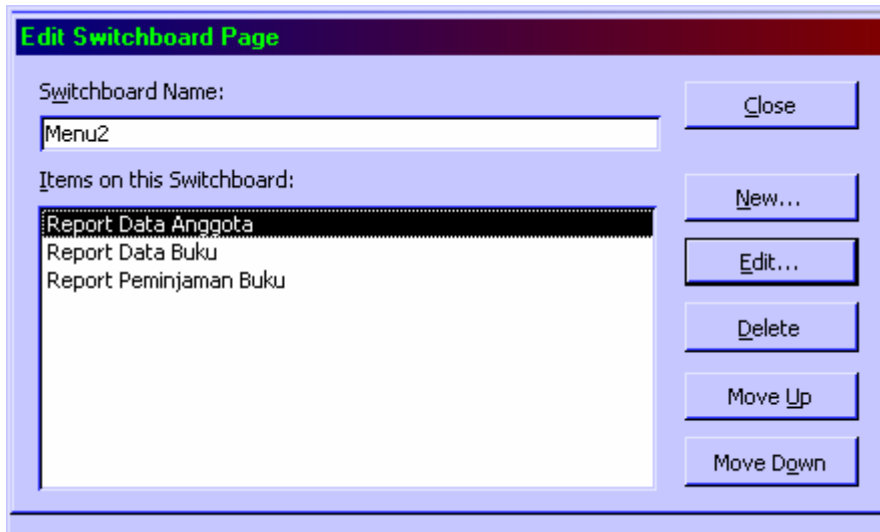 Edit Switchboard Page
Switchboard Name:
Menu2
Items on this Switchboard:
Report Data Anggota
Report Data Buku
Report Peminjaman Buku
Close
New...
Edit...
Delete
Move Up
Move Down